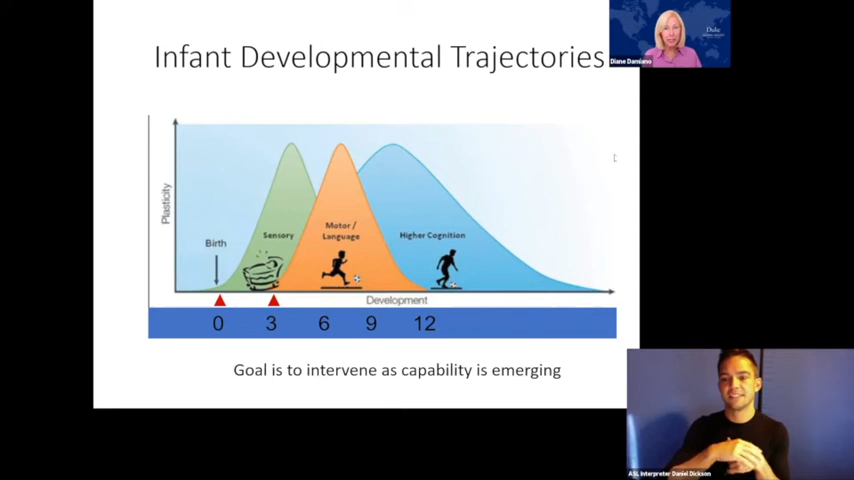 Infant Developmental Trajectories
Diane Damiano
Duke
Plasticity
Birth
Sensory
Motor /
Language
Higher Cognition
Development
0 3 6 9 12
Goal is to intervene as capability is emerging
ASL Interpreter Daniel Dickson